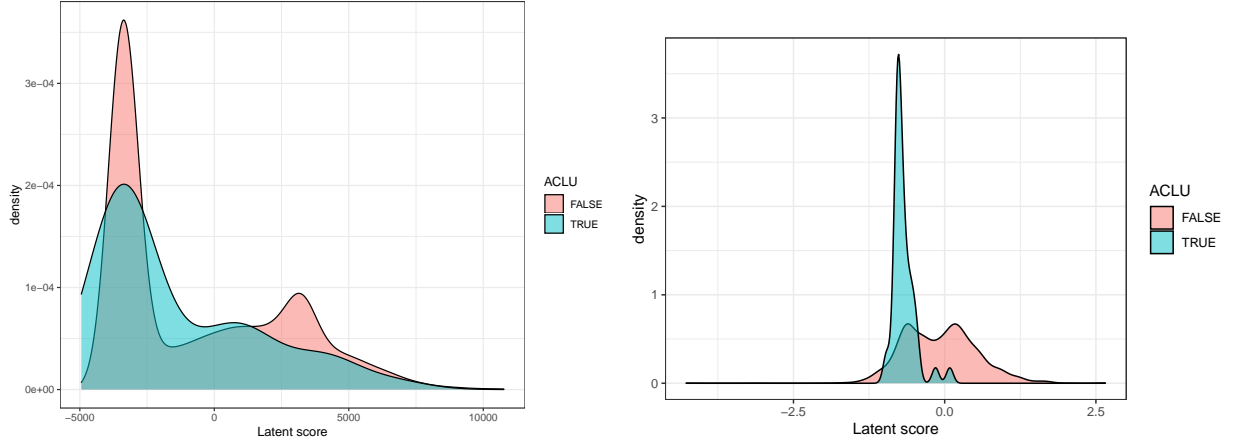 3e−04
2e−04
1e−04
0e+00
density
−5000
0
5000
10000
Latent score
ACLU
FALSE
TRUE
3
2
1
0
density
−2.5
0.0
2.5
Latent score
ACLU
FALSE
TRUE